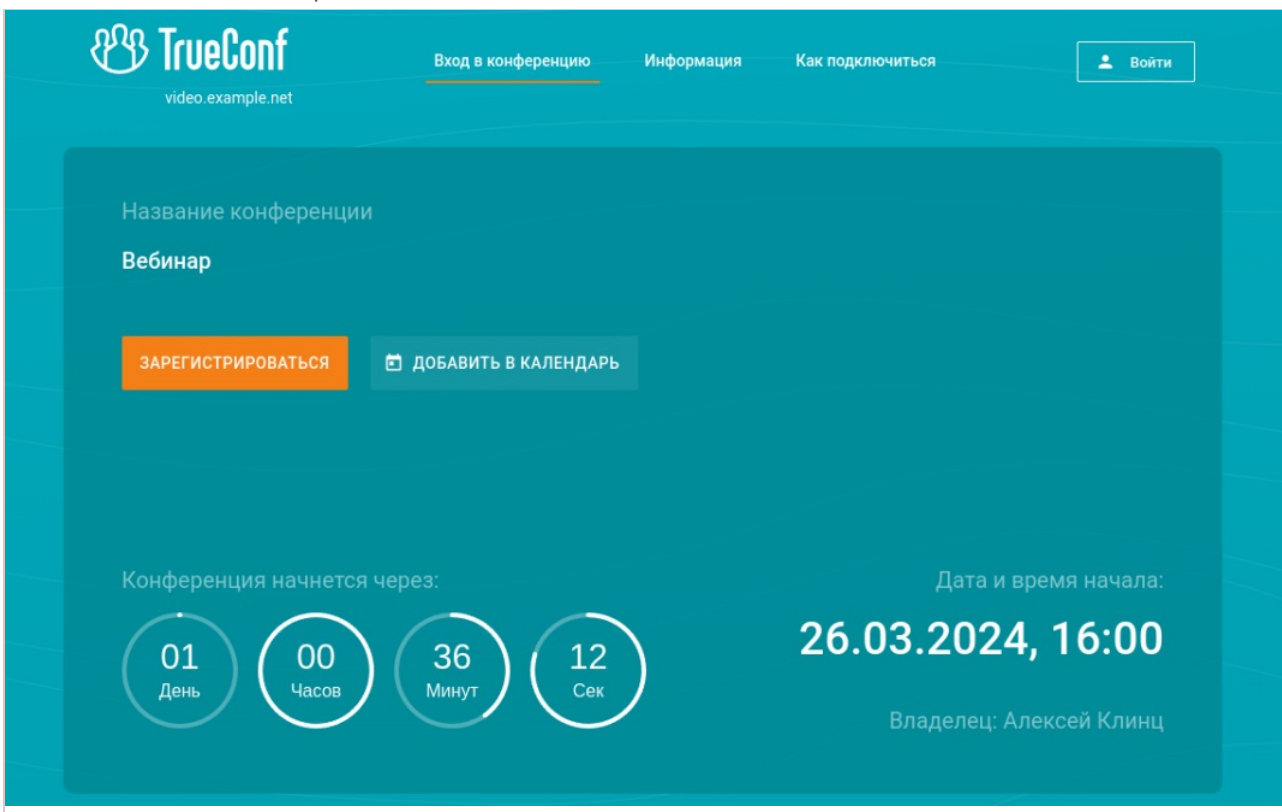 TrueConf
video.example.net
Вход в конференцию Информация Как подключиться Войти
Название конференции
Вебинар
ЗАРЕГИСТРИРОВАТЬСЯ ДОБАВИТЬ В КАЛЕНДАРЬ
Конференция начнется через:
01 День
00 Часов
36 Минут
12 Сек
Дата и время начала:
26.03.2024, 16:00
Владелец: Алексей Клинц